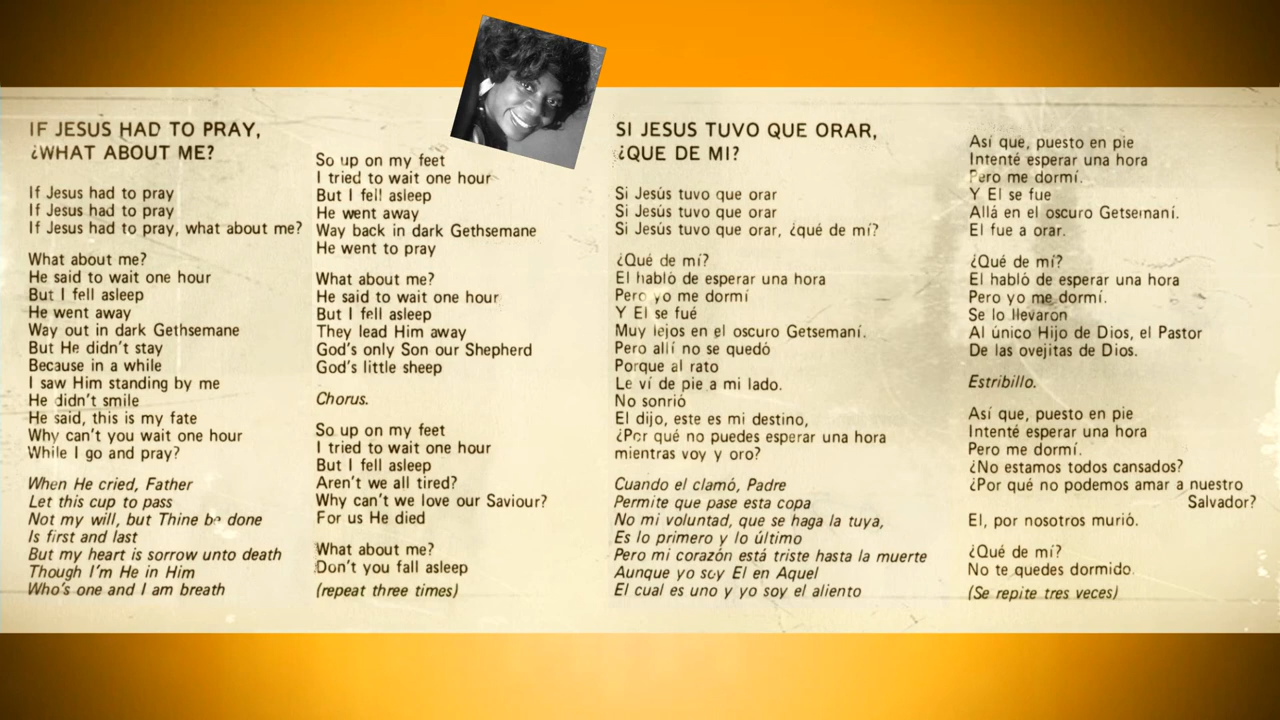 IF JESUS HAD TO PRAY,
¿WHAT ABOUT ME?
If Jesus had to pray
If Jesus had to pray
If Jesus had to pray, what about me?
What about me?
He said to wait one hour
But I fell asleep
He went away
Way out in dark Gethsemane
But He didn't stay
Because in a while
I saw Him standing by me
He didn't smile
He said, this is my fate
Why can't you wait one hour
While I go and pray?
When He cried, Father
Let this cup to pass
Not my will, but Thine be done
Is first and last
But my heart is sorrow unto death
Though I'm He in Him
Who's one and I am breath
So up on my feet
I tried to wait one hour
But I fell asleep
He went away
Way back in dark Gethsemane
He went to pray
What about me?
He said to wait one hour
But I fell asleep
They lead Him away
God's only Son our Shepherd
God's little sheep
Chorus.
So up on my feet
I tried to wait one hour
But I fell asleep
Aren't we all tired?
Why can't we love our Saviour?
For us He died
What about me?
Don't you fall asleep
(repeat three times)
SI JESUS TUVO QUE ORAR,
¿QUE DE MI?
Si Jesús tuvo que orar
Si Jesús tuvo que orar
Si Jesús tuvo que orar, ¿qué de mí?
¿Qué de mí?
El habló de esperar una hora
Pero yo me dormí
Y El se fué
Muy lejos en el oscuro Getsemaní.
Pero allí no se quedó
Porque al rato
Le ví de pie a mi lado.
No sonrió
El dijo, este es mi destino,
¿Por qué no puedes esperar una hora
mientras voy y oro?
Cuando el clamó, Padre
Permite que pase esta copa
No mi voluntad, que se haga la tuya,
Es lo primero y lo último
Pero mi corazón está triste hasta la muerte
Aunque yo soy El en Aquel
El cual es uno y yo soy el aliento
Así que, puesto en pie
Intenté esperar una hora
Pero me dormí.
Y El se fue
Allá en el oscuro Getsemaní.
El fue a orar.
¿Qué de mí?
El habló de esperar una hora
Pero yo me dormí.
Se lo llevaron
Al único Hijo de Dios, el Pastor
De las ovejitas de Dios.
Estribillo.
Así que, puesto en pie
Intenté esperar una hora
Pero me dormí.
¿No estamos todos cansados?
¿Por qué no podemos amar a nuestro
Salvador?
El, por nosotros murió.
¿Qué de mí?
No te quedes dormido.
(Se repite tres veces)